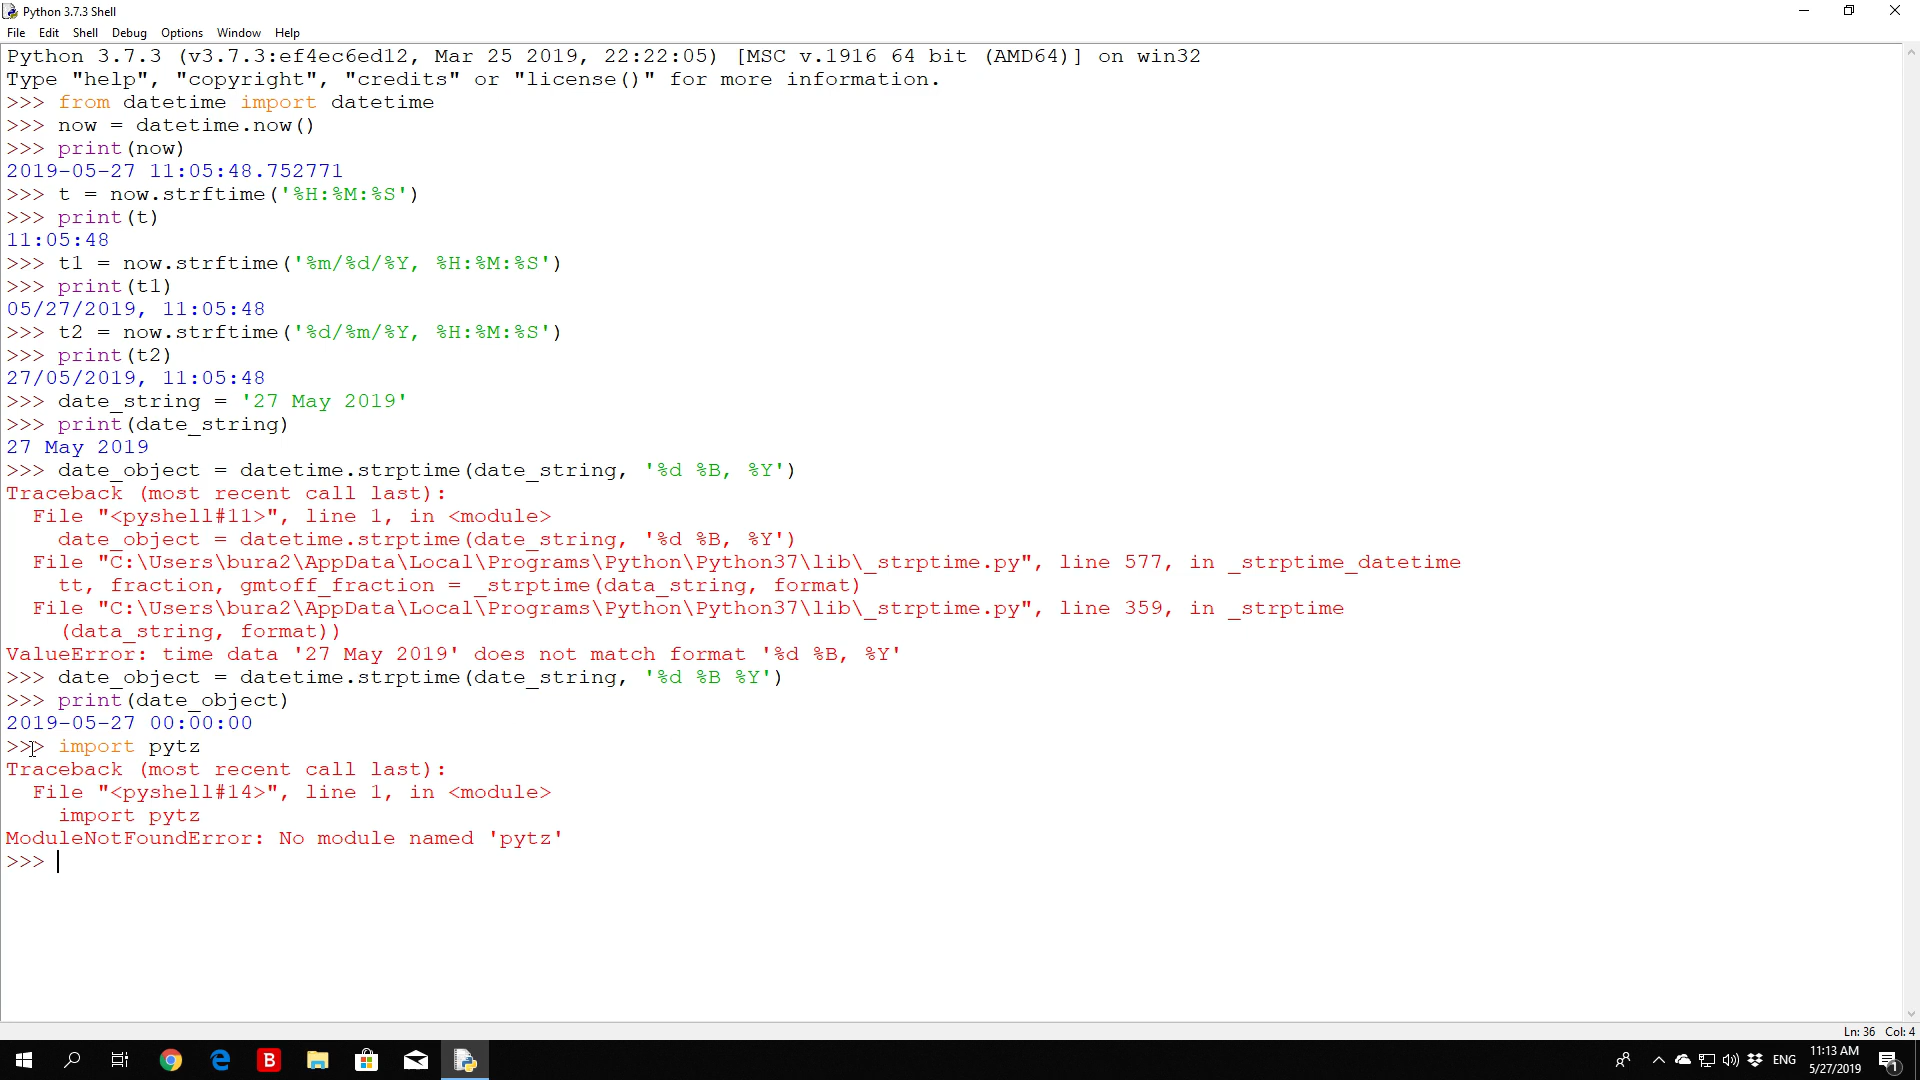 Python 3.7.3 Shell
File Edit Shell Debug Options Window Help
Python 3.7.3 (v3.7.3:ef4ec6ed12, Mar 25 2019, 22:22:05) [MSC v.1916 64 bit (AMD64)] on win32
Type "help", "copyright", "credits" or "license()" for more information.
>>> from datetime import datetime
>>> now = datetime.now()
>>> print(now)
2019-05-27 11:05:48.752771
>>> t = now.strftime('%H:%M:%S')
>>> print(t)
11:05:48
>>> t1 = now.strftime('%m/%d/%Y, %H:%M:%S')
>>> print(t1)
05/27/2019, 11:05:48
>>> t2 = now.strftime('%d/%m/%Y, %H:%M:%S')
>>> print(t2)
27/05/2019, 11:05:48
>>> date_string = '27 May 2019'
>>> print(date_string)
27 May 2019
>>> date_object = datetime.strptime(date_string, '%d %B, %Y')
Traceback (most recent call last):
  File "<pyshell#11>", line 1, in <module>
    date_object = datetime.strptime(date_string, '%d %B, %Y')
  File "C:\Users\bura2\AppData\Local\Programs\Python\Python37\lib\_strptime.py", line 577, in _strptime_datetime
    tt, fraction, gmtoff_fraction = _strptime(data_string, format)
  File "C:\Users\bura2\AppData\Local\Programs\Python\Python37\lib\_strptime.py", line 359, in _strptime
    (data_string, format))
ValueError: time data '27 May 2019' does not match format '%d %B, %Y'
>>> date_object = datetime.strptime(date_string, '%d %B %Y')
>>> print(date_object)
2019-05-27 00:00:00
>>> import pytz
Traceback (most recent call last):
  File "<pyshell#14>", line 1, in <module>
    import pytz
ModuleNotFoundError: No module named 'pytz'
>>>
Ln: 36 Col: 4
B
ENG
11:13 AM
5/27/2019
1